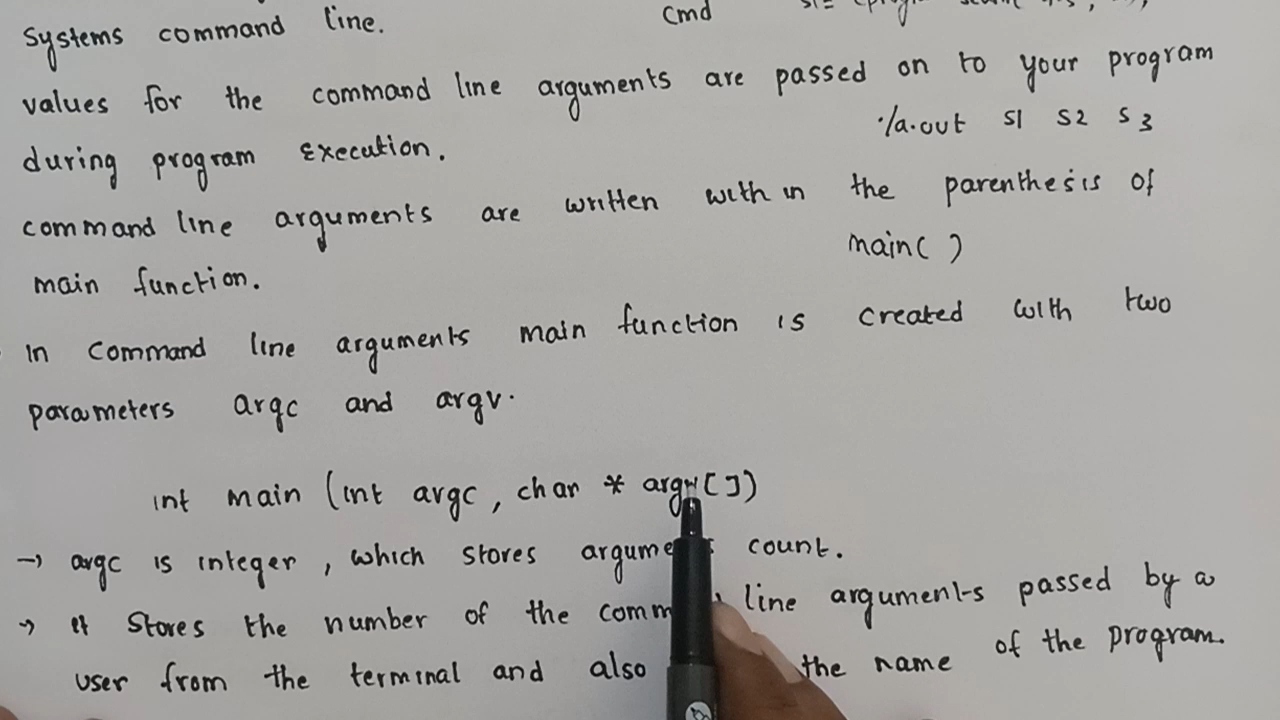 Systems command line. cmd
values for the command line arguments are passed on to your program
./a.out S1 S2 S3
during program Execution.
command line arguments are written with in the parenthesis of
main( )
main function.
In command line arguments main function is created with two
parameters argc and argv.
int main (int argc, char * argv[])
→ argc is integer, which stores argument count.
→ It stores the number of the line arguments passed by a
user from the terminal and also the name of the program.